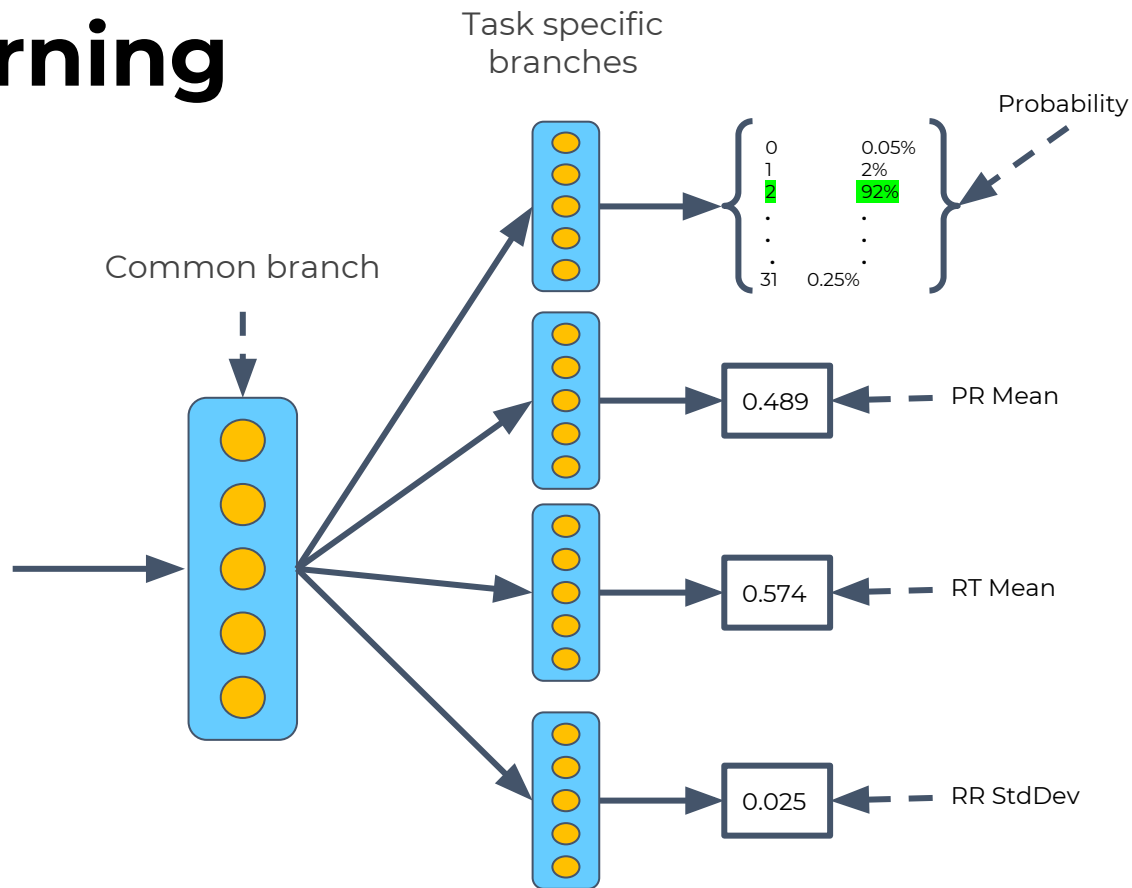 rning
Task specific
branches
Probability
0 0.05%
1 2%
2 92%
. .
. .
. .
31 0.25%
Common branch
0.489
PR Mean
0.574
RT Mean
0.025
RR StdDev